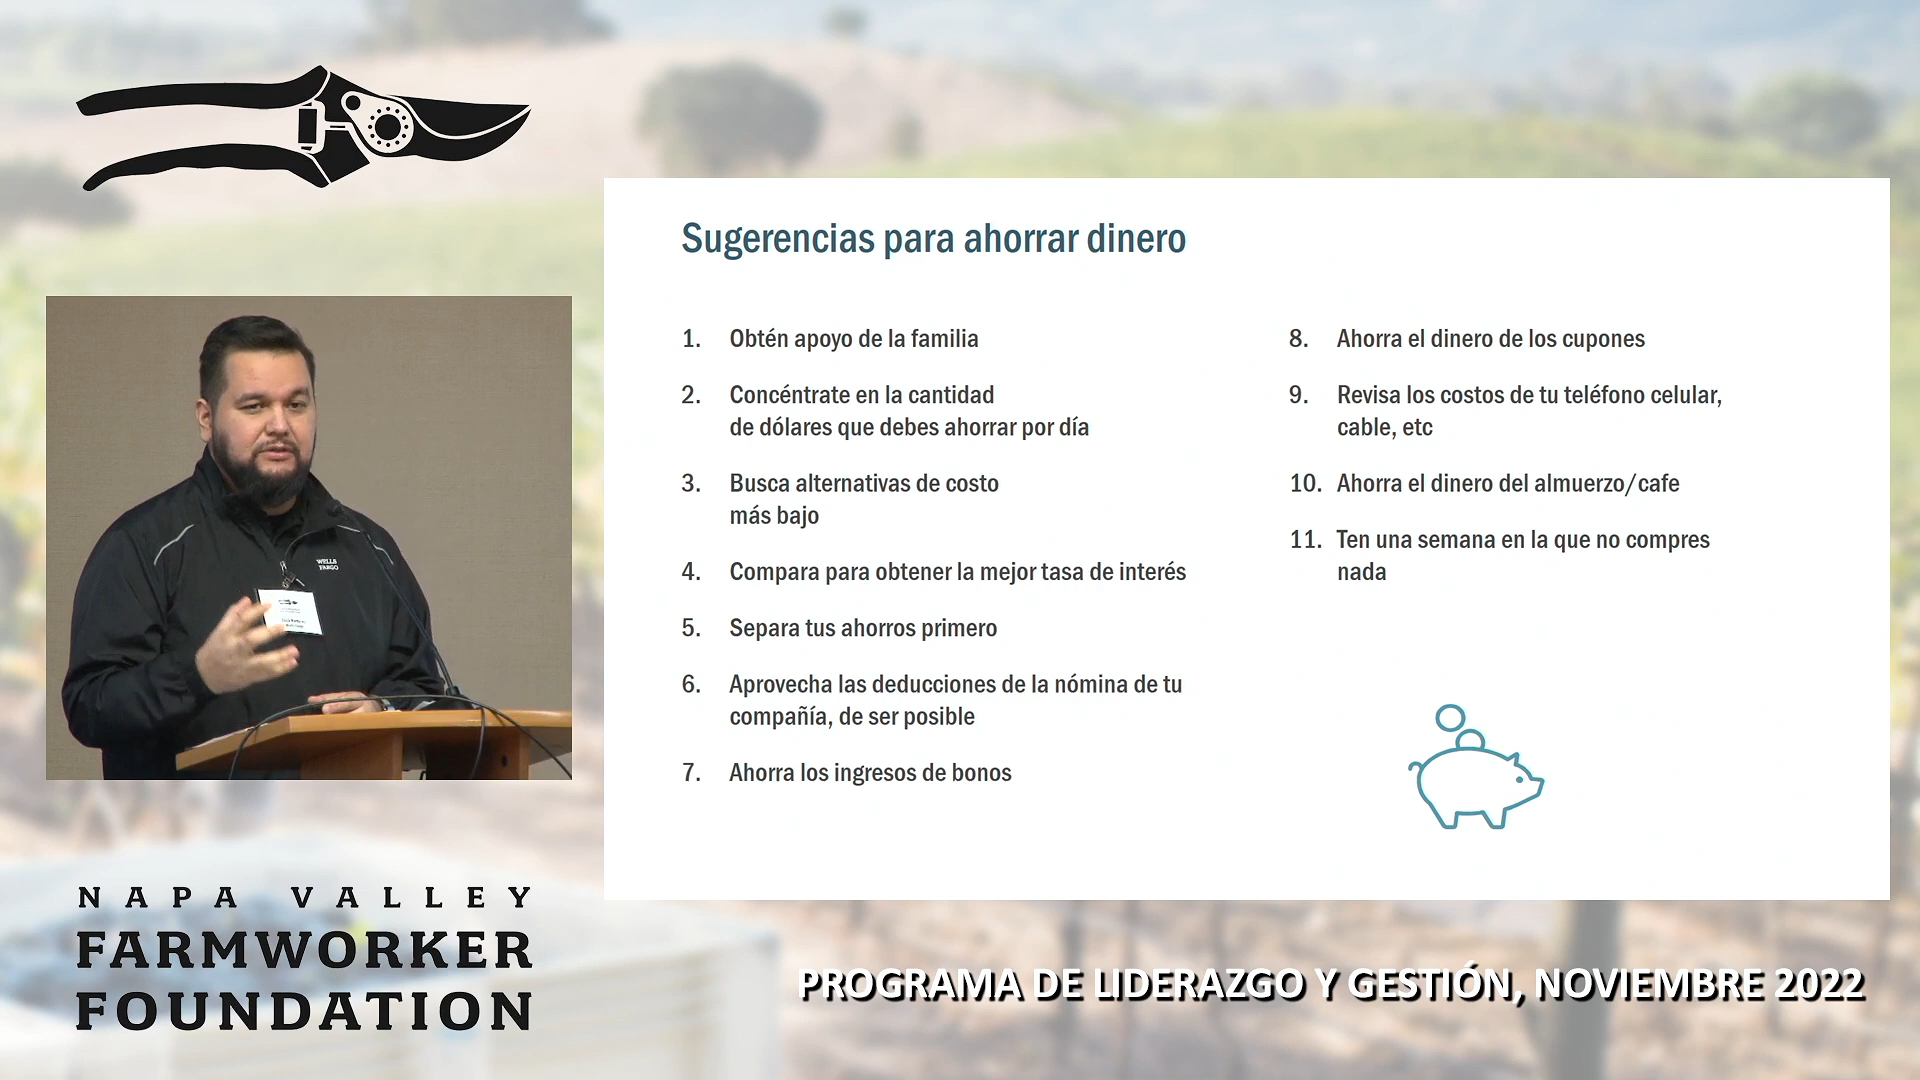 Sugerencias para ahorrar dinero
1. Obtén apoyo de la familia
2. Concéntrate en la cantidad
de dólares que debes ahorrar por día
3. Busca alternativas de costo
más bajo
4. Compara para obtener la mejor tasa de interés
5. Separa tus ahorros primero
6. Aprovecha las deducciones de la nómina de tu
compañía, de ser posible
7. Ahorra los ingresos de bonos
8. Ahorra el dinero de los cupones
9. Revisa los costos de tu teléfono celular,
cable, etc
10. Ahorra el dinero del almuerzo/cafe
11. Ten una semana en la que no compres
nada
WELLS
FARGO
NAPA VALLEY
FARMWORKER
FOUNDATION
PROGRAMA DE LIDERAZGO Y GESTIÓN, NOVIEMBRE 2022